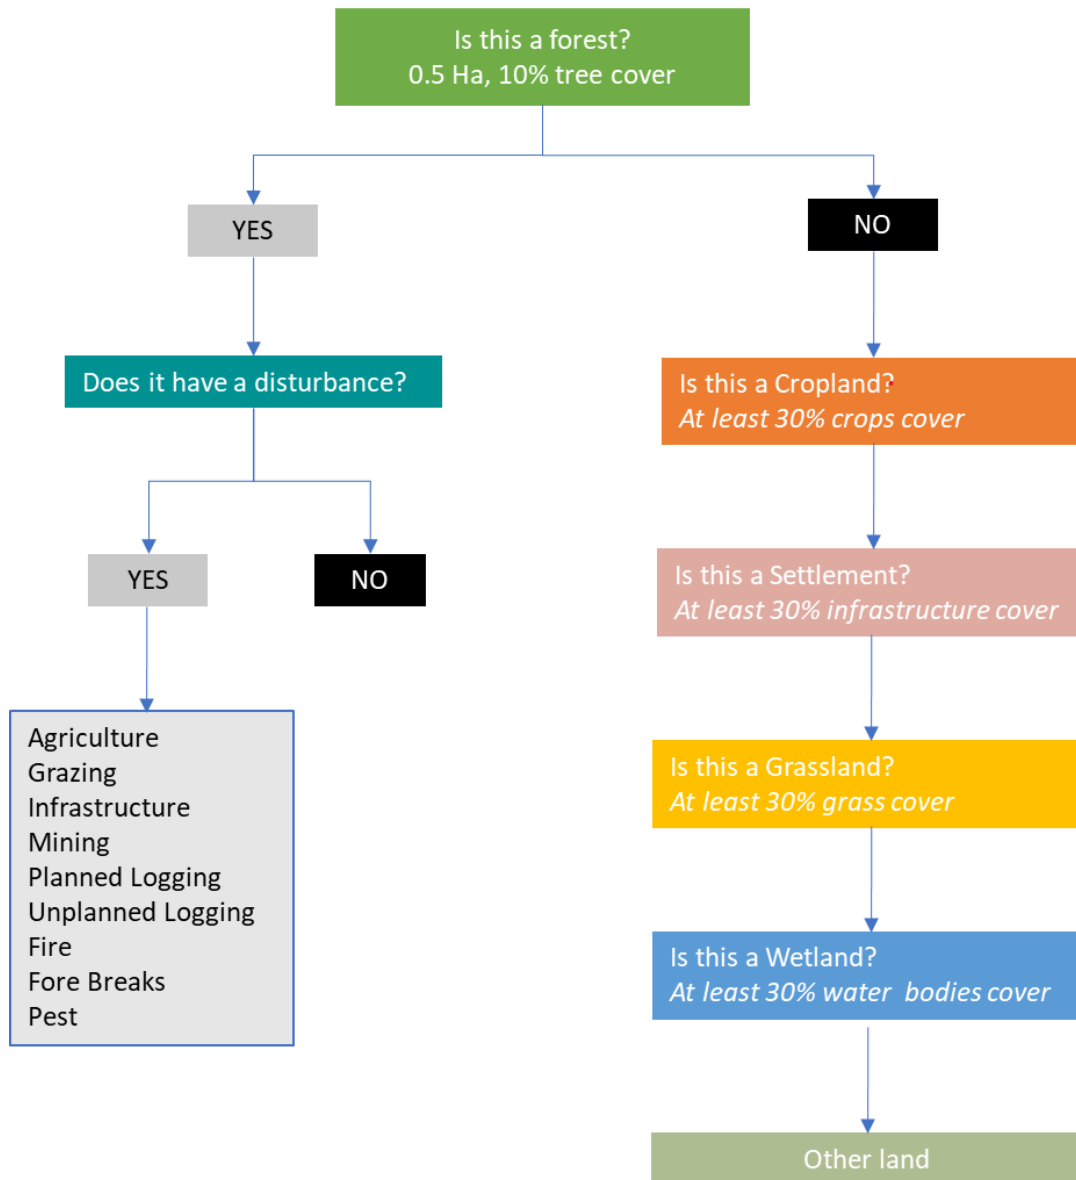 Is this a forest?
0.5 Ha, 10% tree cover
YES
NO
Does it have a disturbance?
YES
NO
Agriculture
Grazing
Infrastructure
Mining
Planned Logging
Unplanned Logging
Fire
Fore Breaks
Pest
Is this a Cropland?
At least 30% crops cover
Is this a Settlement?
At least 30% infrastructure cover
Is this a Grassland?
At least 30% grass cover
Is this a Wetland?
At least 30% water bodies cover
Other land